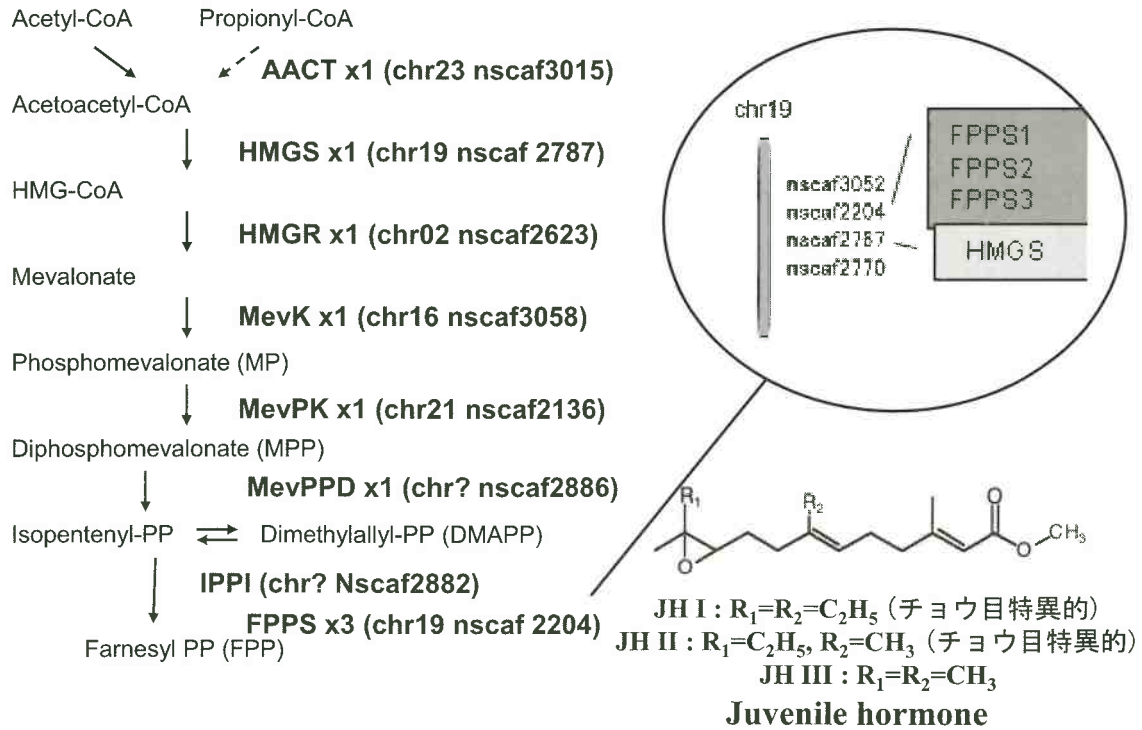 Acetyl-CoA
Propionyl-CoA
AACT x1 (chr23 nscaf3015)
Acetoacetyl-CoA
HMGS x1 (chr19 nscaf 2787)
HMG-CoA
HMGR x1 (chr02 nscaf2623)
Mevalonate
MevK x1 (chr16 nscaf3058)
Phosphomevalonate (MP)
MevPK x1 (chr21 nscaf2136)
Diphosphomevalonate (MPP)
MevPPD x1 (chr? nscaf2886)
Isopentenyl-PP
Dimethylallyl-PP (DMAPP)
IPPI (chr? Nscaf2882)
FPPS x3 (chr19 nscaf 2204)
Farnesyl PP (FPP)
chr19
nscaf3052
nscaf2204
nscaf2787
nscaf2770
FPPS1
FPPS2
FPPS3
HMGS
R₁
R₂
O
O
O
CH₃
JH I : R₁=R₂=C₂H₅ (チョウ目特異的)
JH II : R₁=C₂H₅, R₂=CH₃ (チョウ目特異的)
JH III : R₁=R₂=CH₃
Juvenile hormone